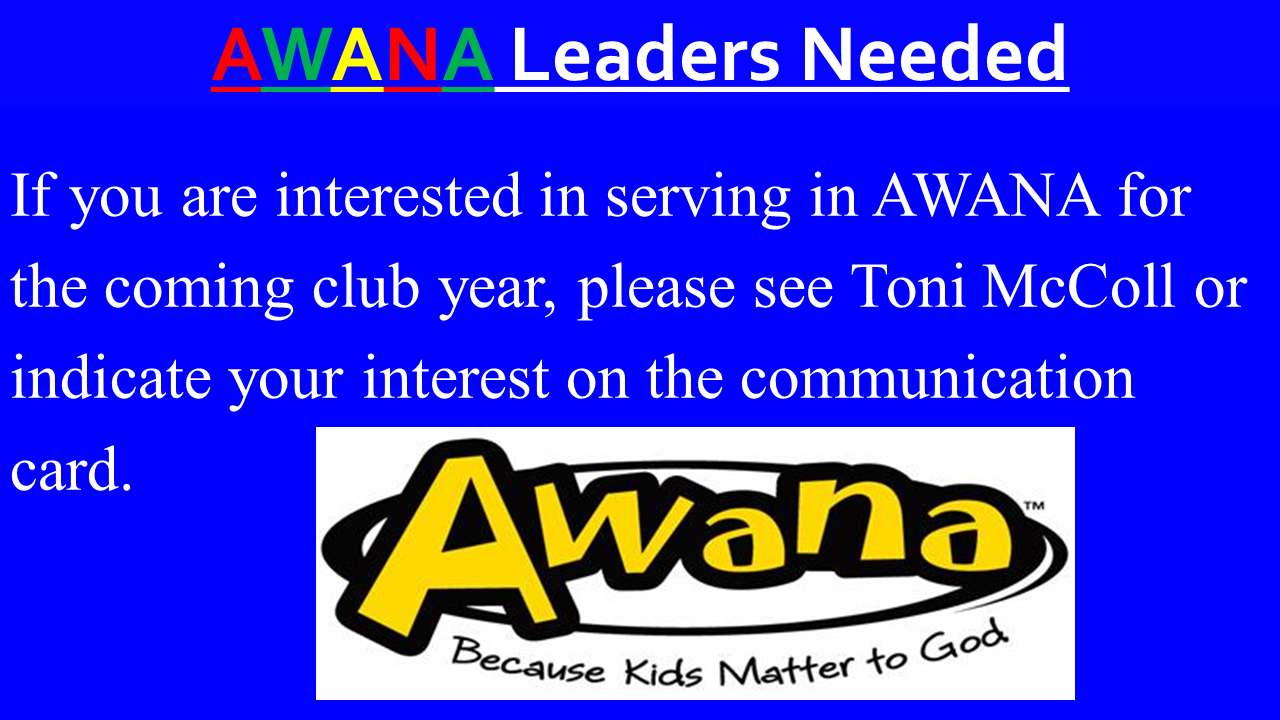 AWANA Leaders Needed
If you are interested in serving in AWANA for
the coming club year, please see Toni McColl or
indicate your interest on the communication
card.
Awana™
Because Kids Matter to God